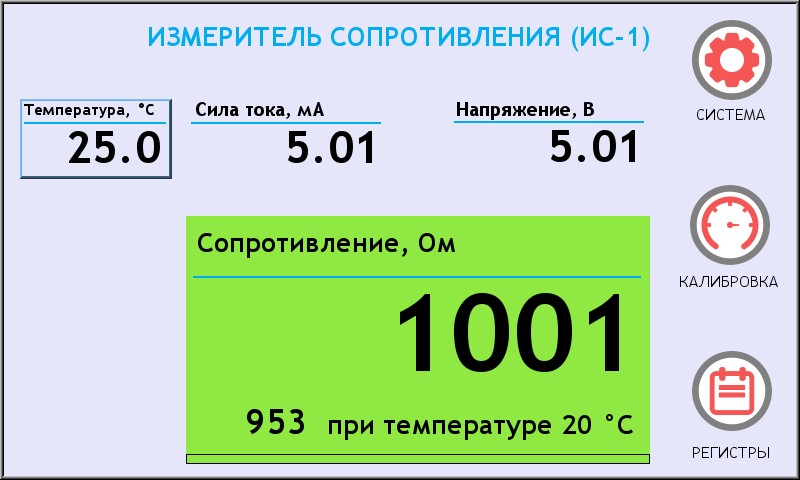 ИЗМЕРИТЕЛЬ СОПРОТИВЛЕНИЯ (ИС-1)
СИСТЕМА
Температура, °C
25.0
Сила тока, мА
5.01
Напряжение, В
5.01
КАЛИБРОВКА
Сопротивление, Ом
1001
953 при температуре 20 °C
РЕГИСТРЫ